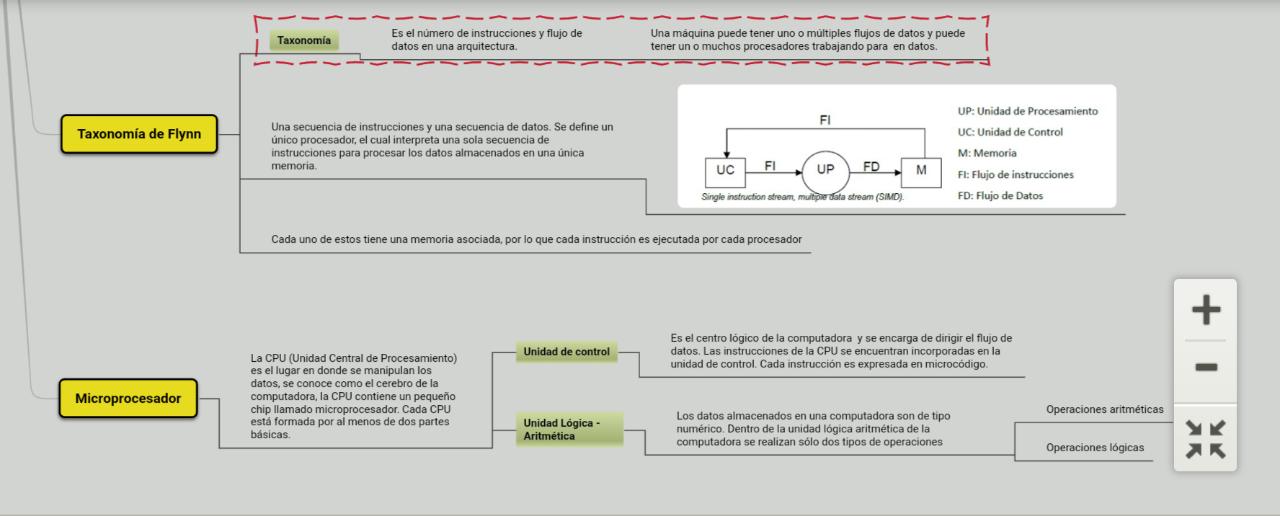 Taxonomía
Es el número de instrucciones y flujo de
datos en una arquitectura.
Una máquina puede tener uno o múltiples flujos de datos y puede
tener un o muchos procesadores trabajando para  en datos.
Taxonomía de Flynn
Una secuencia de instrucciones y una secuencia de datos. Se define un
único procesador, el cual interpreta una sola secuencia de
instrucciones para procesar los datos almacenados en una única
memoria.
FI
UC
FI
UP
FD
M
Single instruction stream, multiple data stream (SIMD).
UP: Unidad de Procesamiento
UC: Unidad de Control
M: Memoria
FI: Flujo de instrucciones
FD: Flujo de Datos
Cada uno de estos tiene una memoria asociada, por lo que cada instrucción es ejecutada por cada procesador
Microprocesador
La CPU (Unidad Central de Procesamiento)
es el lugar en donde se manipulan los
datos, se conoce como el cerebro de la
computadora, la CPU contiene un pequeño
chip llamado microprocesador. Cada CPU
está formada por al menos de dos partes
básicas.
Unidad de control
Es el centro lógico de la computadora  y se encarga de dirigir el flujo de
datos. Las instrucciones de la CPU se encuentran incorporadas en la
unidad de control. Cada instrucción es expresada en microcódigo.
Unidad Lógica -
Aritmética
Los datos almacenados en una computadora son de tipo
numérico. Dentro de la unidad lógica aritmética de la
computadora se realizan sólo dos tipos de operaciones
Operaciones aritméticas
Operaciones lógicas